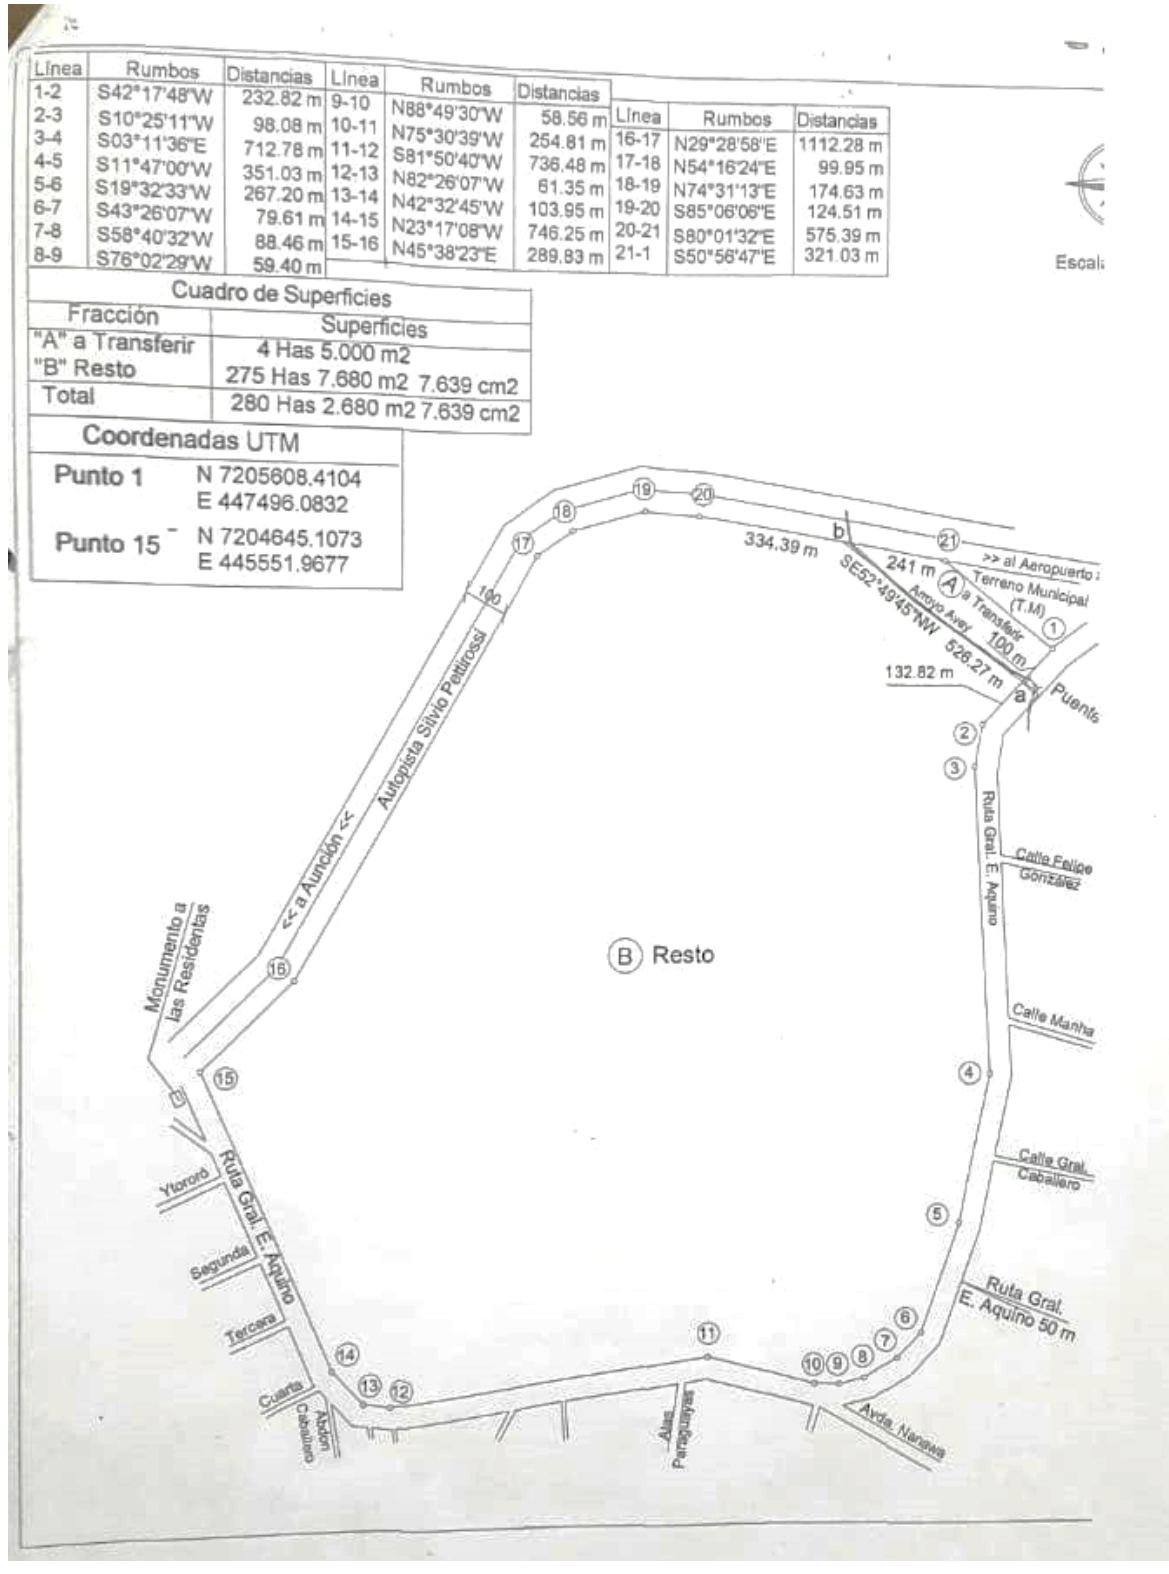 Línea Rumbos Distancias Línea Rumbos Distancias Línea Rumbos Distancias
1-2 S42°17'48"W 232.82 m
2-3 S10°25'11"W 98.08 m
3-4 S03°11'36"E 712.78 m
4-5 S11°47'00"W 351.03 m
5-6 S19°32'33"W 267.20 m
6-7 S43°26'07"W 79.61 m
7-8 S58°40'32"W 88.46 m
8-9 S76°02'29"W 59.40 m
9-10 N88°49'30"W 58.56 m
10-11 N75°30'39"W 254.81 m
11-12 S81°50'40"W 736.48 m
12-13 N82°26'07"W 61.35 m
13-14 N42°32'45"W 103.95 m
14-15 N23°17'08"W 746.25 m
15-16 N45°38'23"E 289.83 m
16-17 N29°28'58"E 1112.28 m
17-18 N54°16'24"E 99.95 m
18-19 N74°31'13"E 174.63 m
19-20 S85°06'06"E 124.51 m
20-21 S80°01'32"E 575.39 m
21-1 S50°56'47"E 321.03 m
Escala
Cuadro de Superficies
Fracción Superficies
"A" a Transferir 4 Has 5.000 m2
"B" Resto 275 Has 7.680 m2 7.639 cm2
Total 280 Has 2.680 m2 7.639 cm2
Coordenadas UTM
Punto 1 N 7205608.4104
E 447496.0832
Punto 15 N 7204645.1073
E 445551.9677
19
20
18
17
b
21
334.39 m
>> al Aeropuerto >
241 m
A a Transferir
Terreno Municipal
(T.M)
1
Arroyo Avay
SE52°49'45"NW 526.27 m
100 m
132.82 m
a
Puente
100
Autopista Silvio Pettirossi
<< a Aunción <<
2
3
Ruta Gral. E. Aquino
Calle Felipe
González
Monumento a
las Residentas
16
B Resto
Calle Manha
15
4
Ytororó
Ruta Gral. E. Aquino
Calle Gral.
Caballero
5
Segunda
Ruta Gral.
E. Aquino 50 m
Tercera
6
11
7
14
10 9 8
13 12
Cuarta
Abdon
Caballero
Alas
Paraguayas
Avda. Nanawa